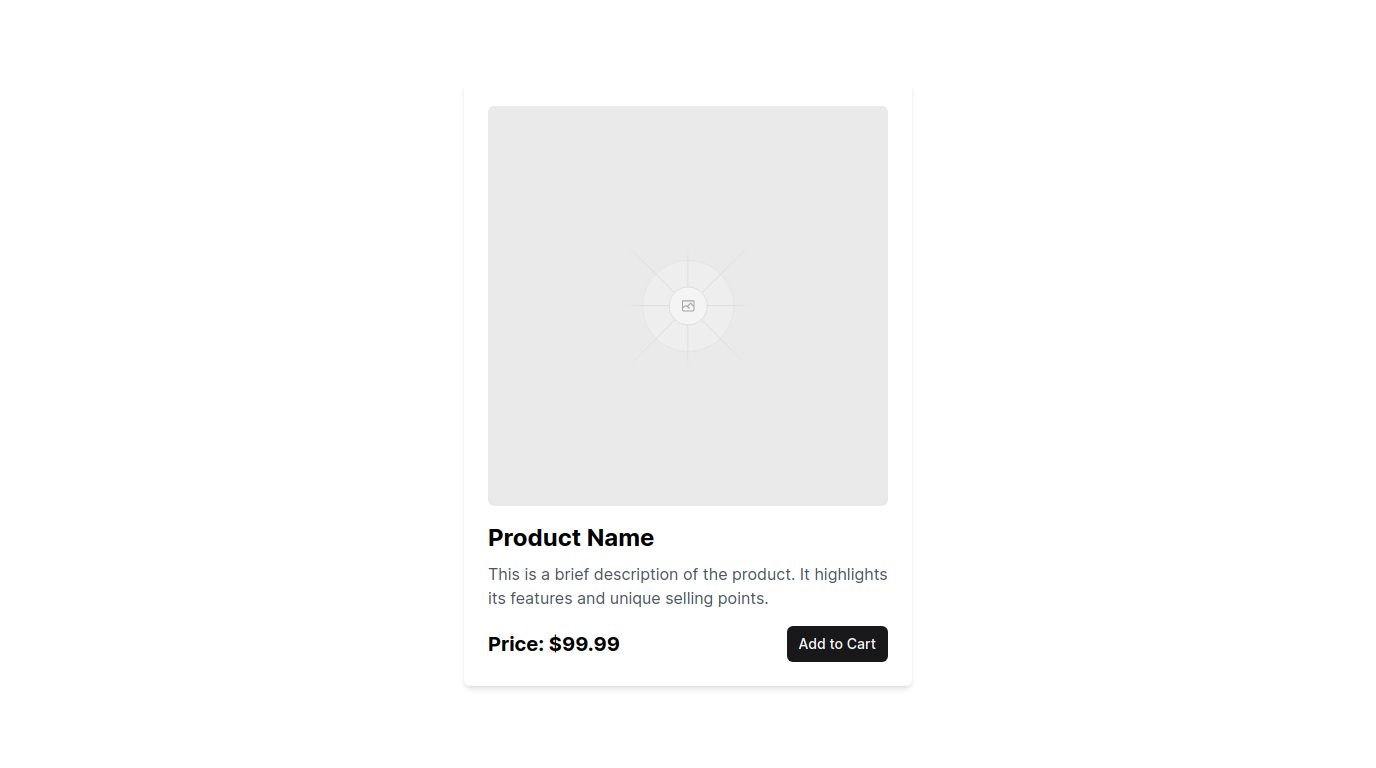 Product Name
This is a brief description of the product. It highlights
its features and unique selling points.
Price: $99.99
Add to Cart